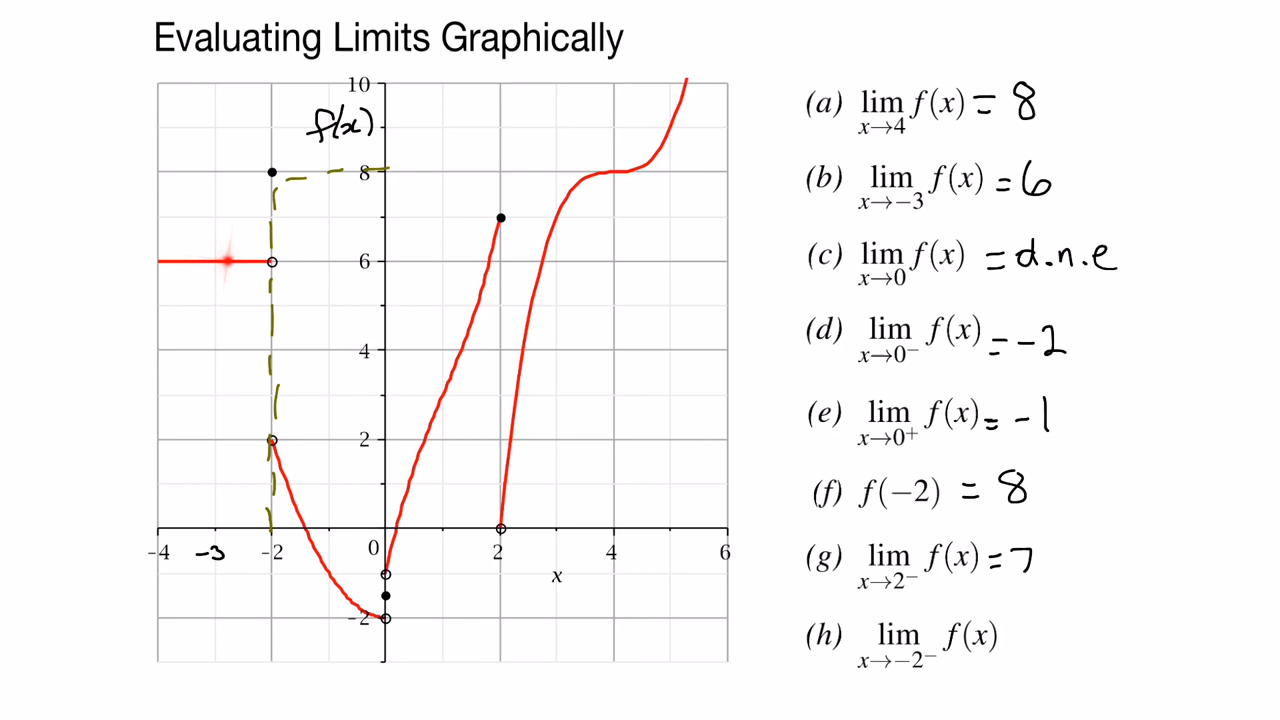 Evaluating Limits Graphically
10
f(x)
8
6
4
2
-4 -3 -2 0 2 4 6
x
-2
(a) lim f(x) = 8
x→4
(b) lim f(x) = 6
x→−3
(c) lim f(x) = d.n.e
x→0
(d) lim f(x) = -2
x→0⁻
(e) lim f(x) = -1
x→0⁺
(f) f(−2) = 8
(g) lim f(x) = 7
x→2⁻
(h) lim f(x)
x→−2⁻